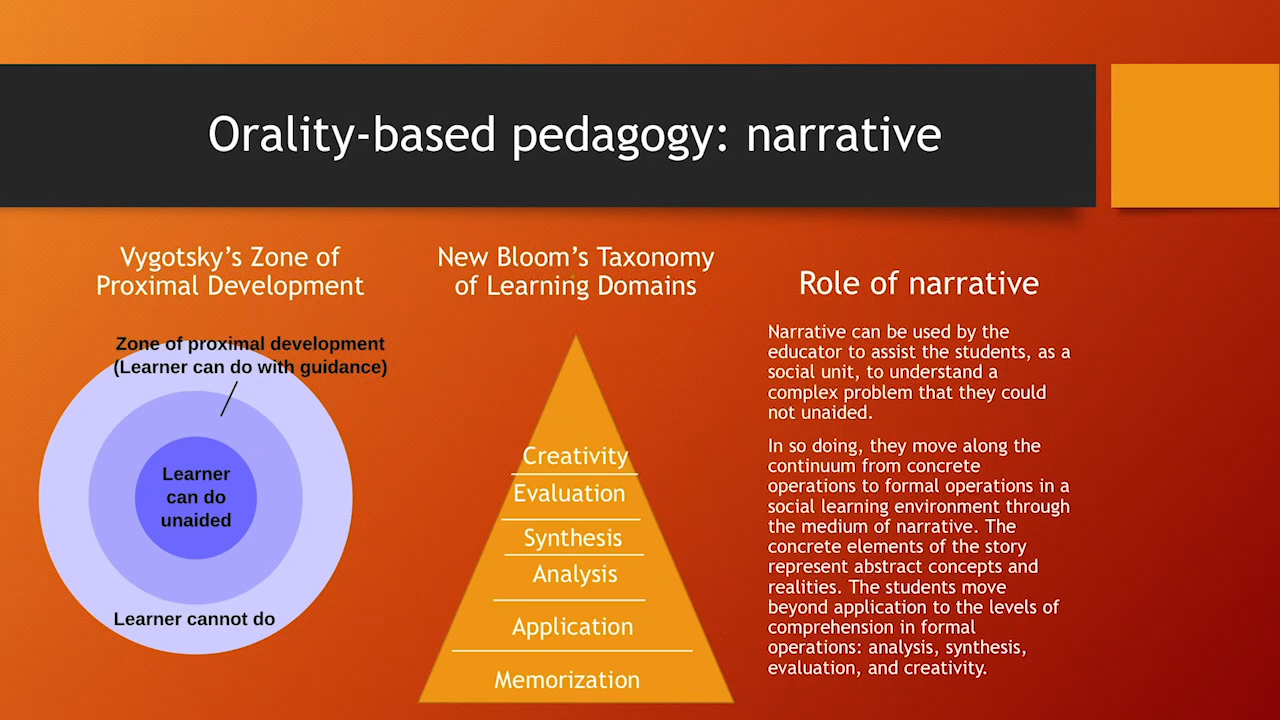 Orality-based pedagogy: narrative
Vygotsky’s Zone of
Proximal Development
Zone of proximal development
(Learner can do with guidance)
Learner
can do
unaided
Learner cannot do
New Bloom’s Taxonomy
of Learning Domains
Creativity
Evaluation
Synthesis
Analysis
Application
Memorization
Role of narrative
Narrative can be used by the
educator to assist the students, as a
social unit, to understand a
complex problem that they could
not unaided.
In so doing, they move along the
continuum from concrete
operations to formal operations in a
social learning environment through
the medium of narrative. The
concrete elements of the story
represent abstract concepts and
realities. The students move
beyond application to the levels of
comprehension in formal
operations: analysis, synthesis,
evaluation, and creativity.